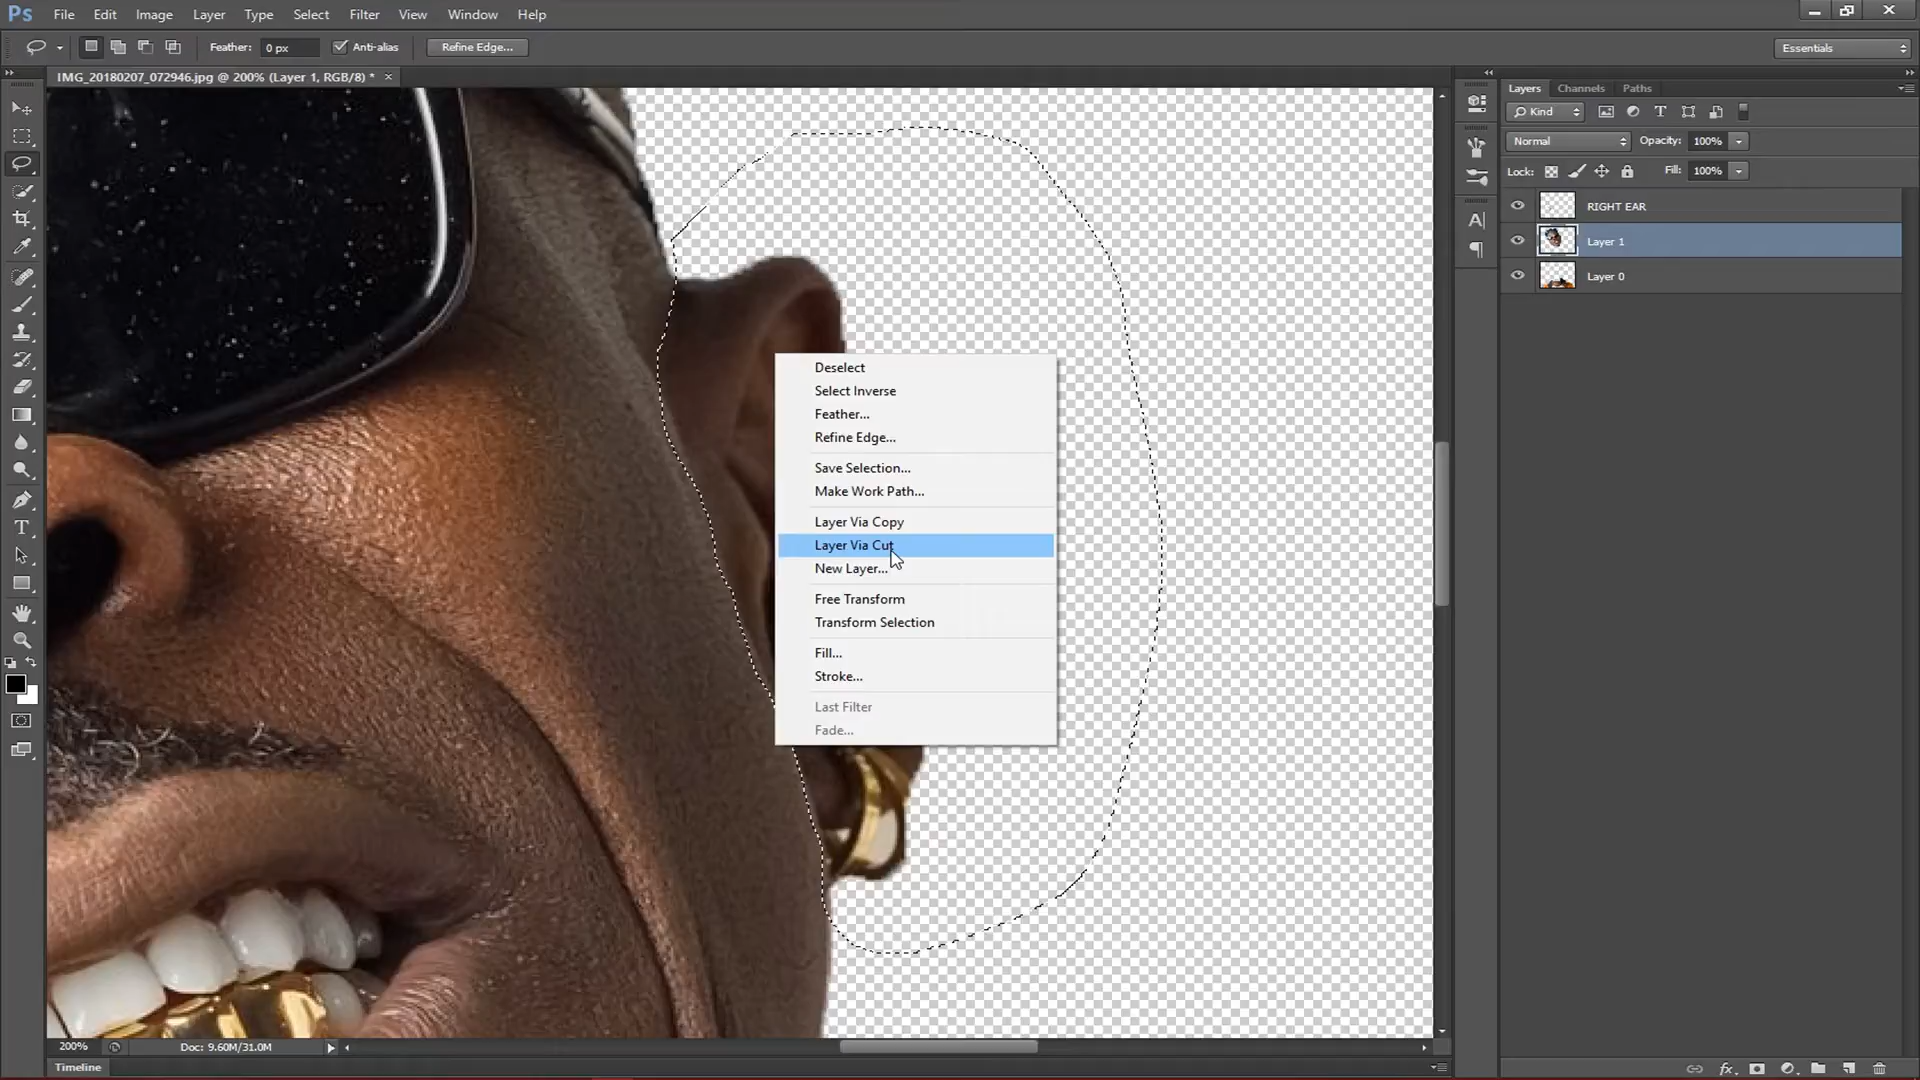 Ps File Edit Image Layer Type Select Filter View Window Help
Feather: 0 px Anti-alias Refine Edge... Essentials
IMG_20180207_072946.jpg @ 200% (Layer 1, RGB/8) * ×
Layers Channels Paths
Kind
Normal Opacity: 100%
Lock: Fill: 100%
RIGHT EAR
Layer 1
Layer 0
Deselect
Select Inverse
Feather...
Refine Edge...
Save Selection...
Make Work Path...
Layer Via Copy
Layer Via Cut
New Layer...
Free Transform
Transform Selection
Fill...
Stroke...
Last Filter
Fade...
200% Doc: 9.60M/31.0M
Timeline